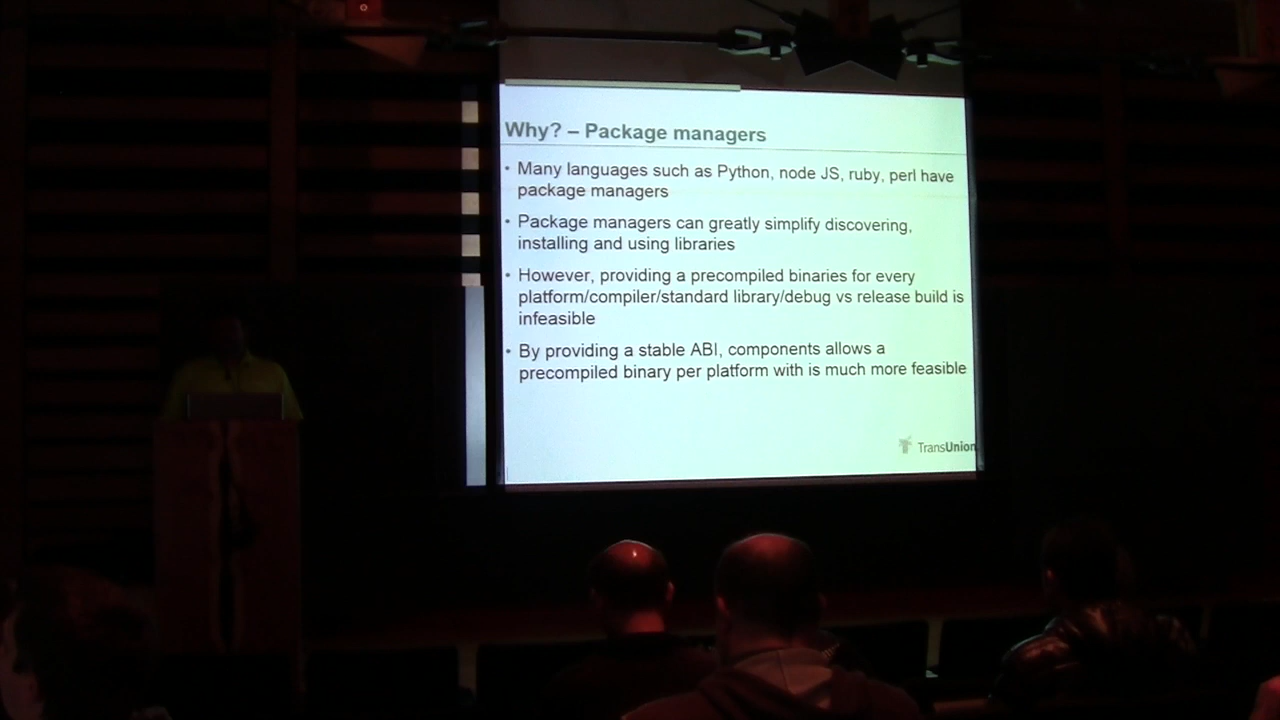 Why? – Package managers
• Many languages such as Python, node JS, ruby, perl have
package managers
• Package managers can greatly simplify discovering,
installing and using libraries
• However, providing a precompiled binaries for every
platform/compiler/standard library/debug vs release build is
infeasible
• By providing a stable ABI, components allows a
precompiled binary per platform with is much more feasible
TransUnion